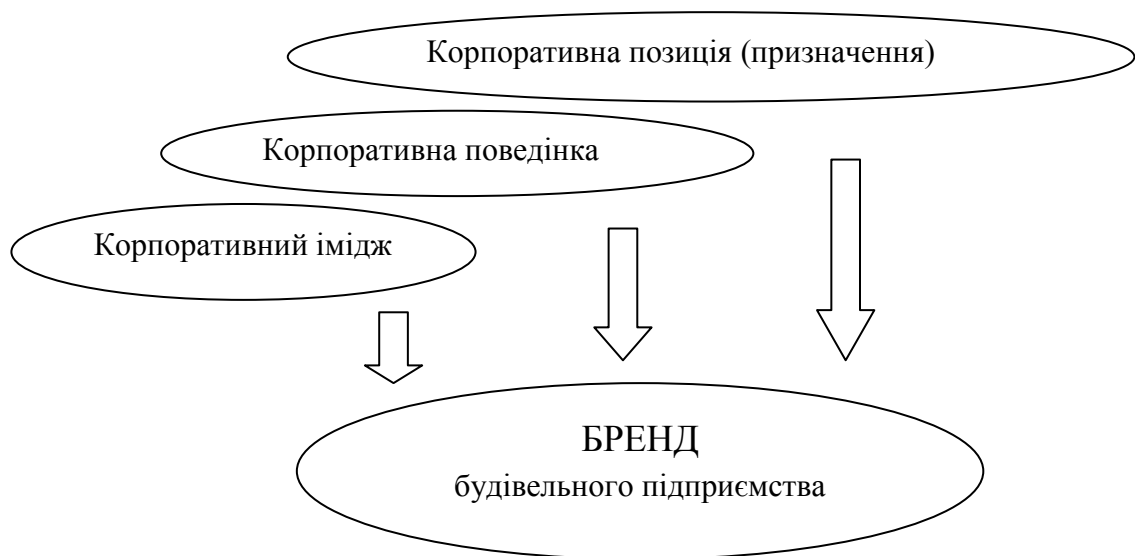 Корпоративна позиція (призначення)
Корпоративна поведінка
Корпоративний імідж
БРЕНД
будівельного підприємства